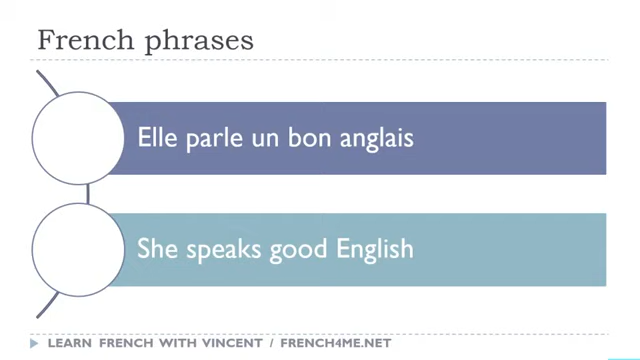 French phrases
Elle parle un bon anglais
She speaks good English
LEARN FRENCH WITH VINCENT / FRENCH4ME.NET